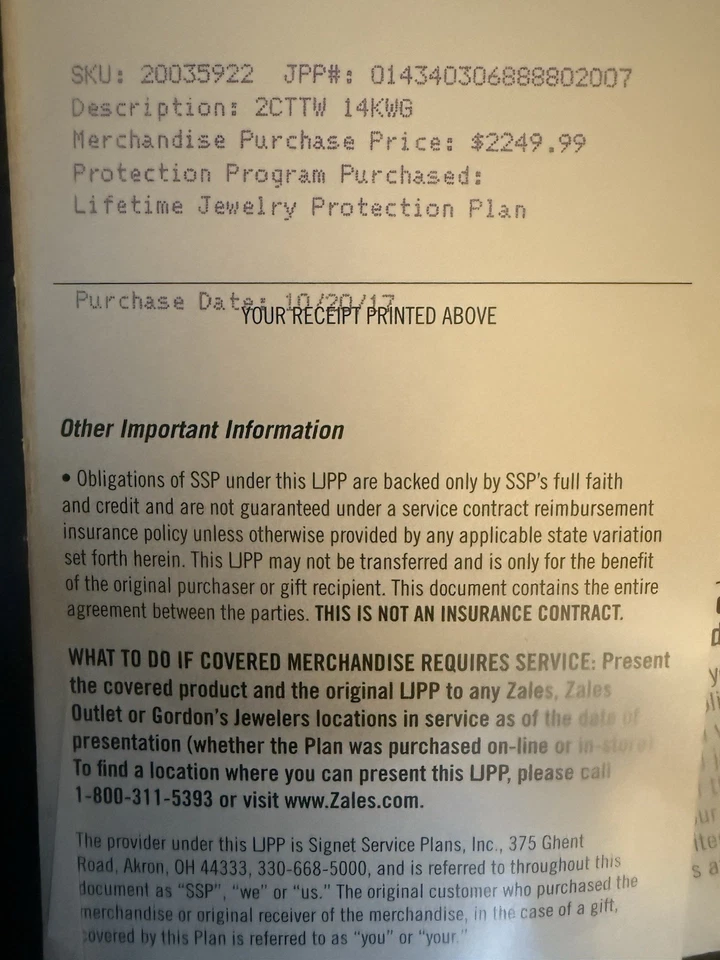 SKU: 20035922 JPP#: 014340306888802007
Description: 2CTTW 14KWG
Merchandise Purchase Price: $2249.99
Protection Program Purchased:
Lifetime Jewelry Protection Plan
Purchase Date: 10/20/17
YOUR RECEIPT PRINTED ABOVE
Other Important Information
• Obligations of SSP under this LJPP are backed only by SSP's full faith
and credit and are not guaranteed under a service contract reimbursement
insurance policy unless otherwise provided by any applicable state variation
set forth herein. This LJPP may not be transferred and is only for the benefit
of the original purchaser or gift recipient. This document contains the entire
agreement between the parties. THIS IS NOT AN INSURANCE CONTRACT.
WHAT TO DO IF COVERED MERCHANDISE REQUIRES SERVICE: Present
the covered product and the original LJPP to any Zales, Zales
Outlet or Gordon's Jewelers locations in service as of the date of
presentation (whether the Plan was purchased on-line or in-store)
To find a location where you can present this LJPP, please call
1-800-311-5393 or visit www.Zales.com.
The provider under this LJPP is Signet Service Plans, Inc., 375 Ghent
Road, Akron, OH 44333, 330-668-5000, and is referred to throughout this
document as "SSP", "we" or "us." The original customer who purchased the
merchandise or original receiver of the merchandise, in the case of a gift,
covered by this Plan is referred to as "you" or "your."